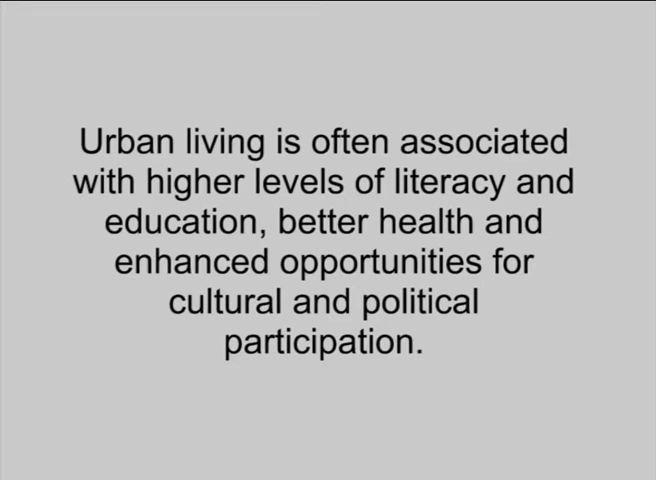 Urban living is often associated
with higher levels of literacy and
education, better health and
enhanced opportunities for
cultural and political
participation.